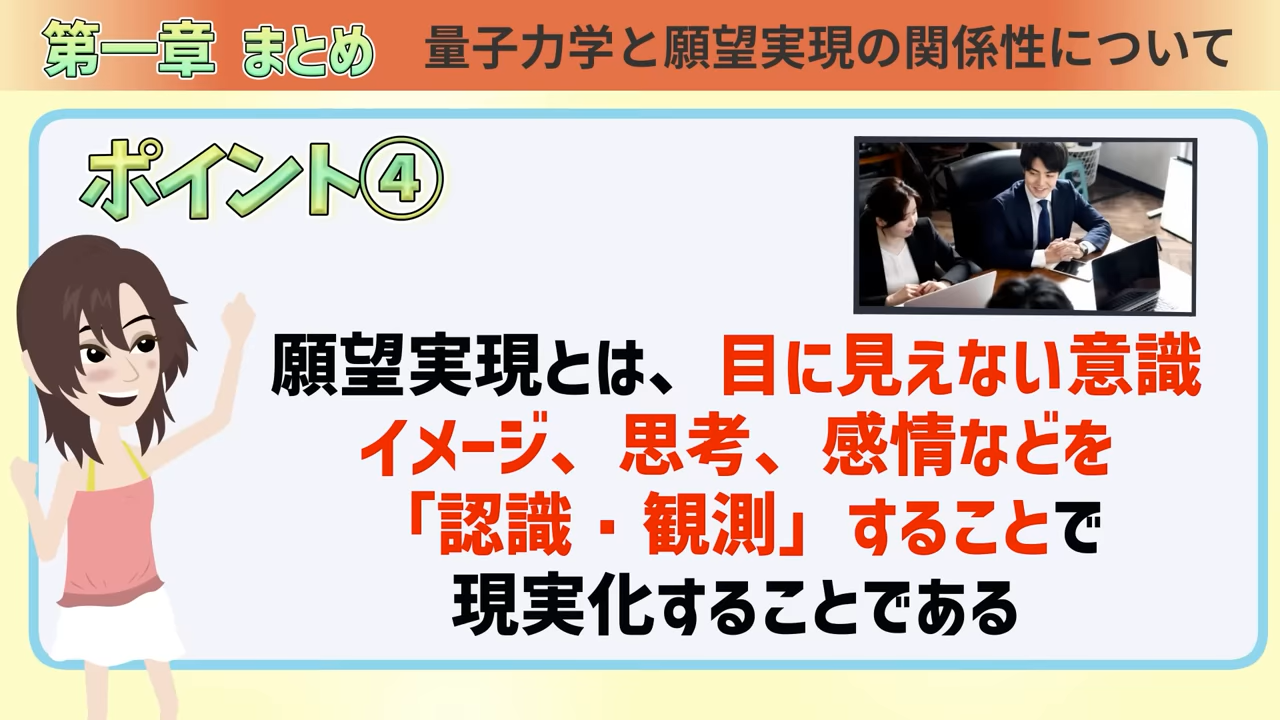 第一章 まとめ 量子力学と願望実現の関係性について
ポイント④
願望実現とは、目に見えない意識
イメージ、思考、感情などを
「認識・観測」することで
現実化することである